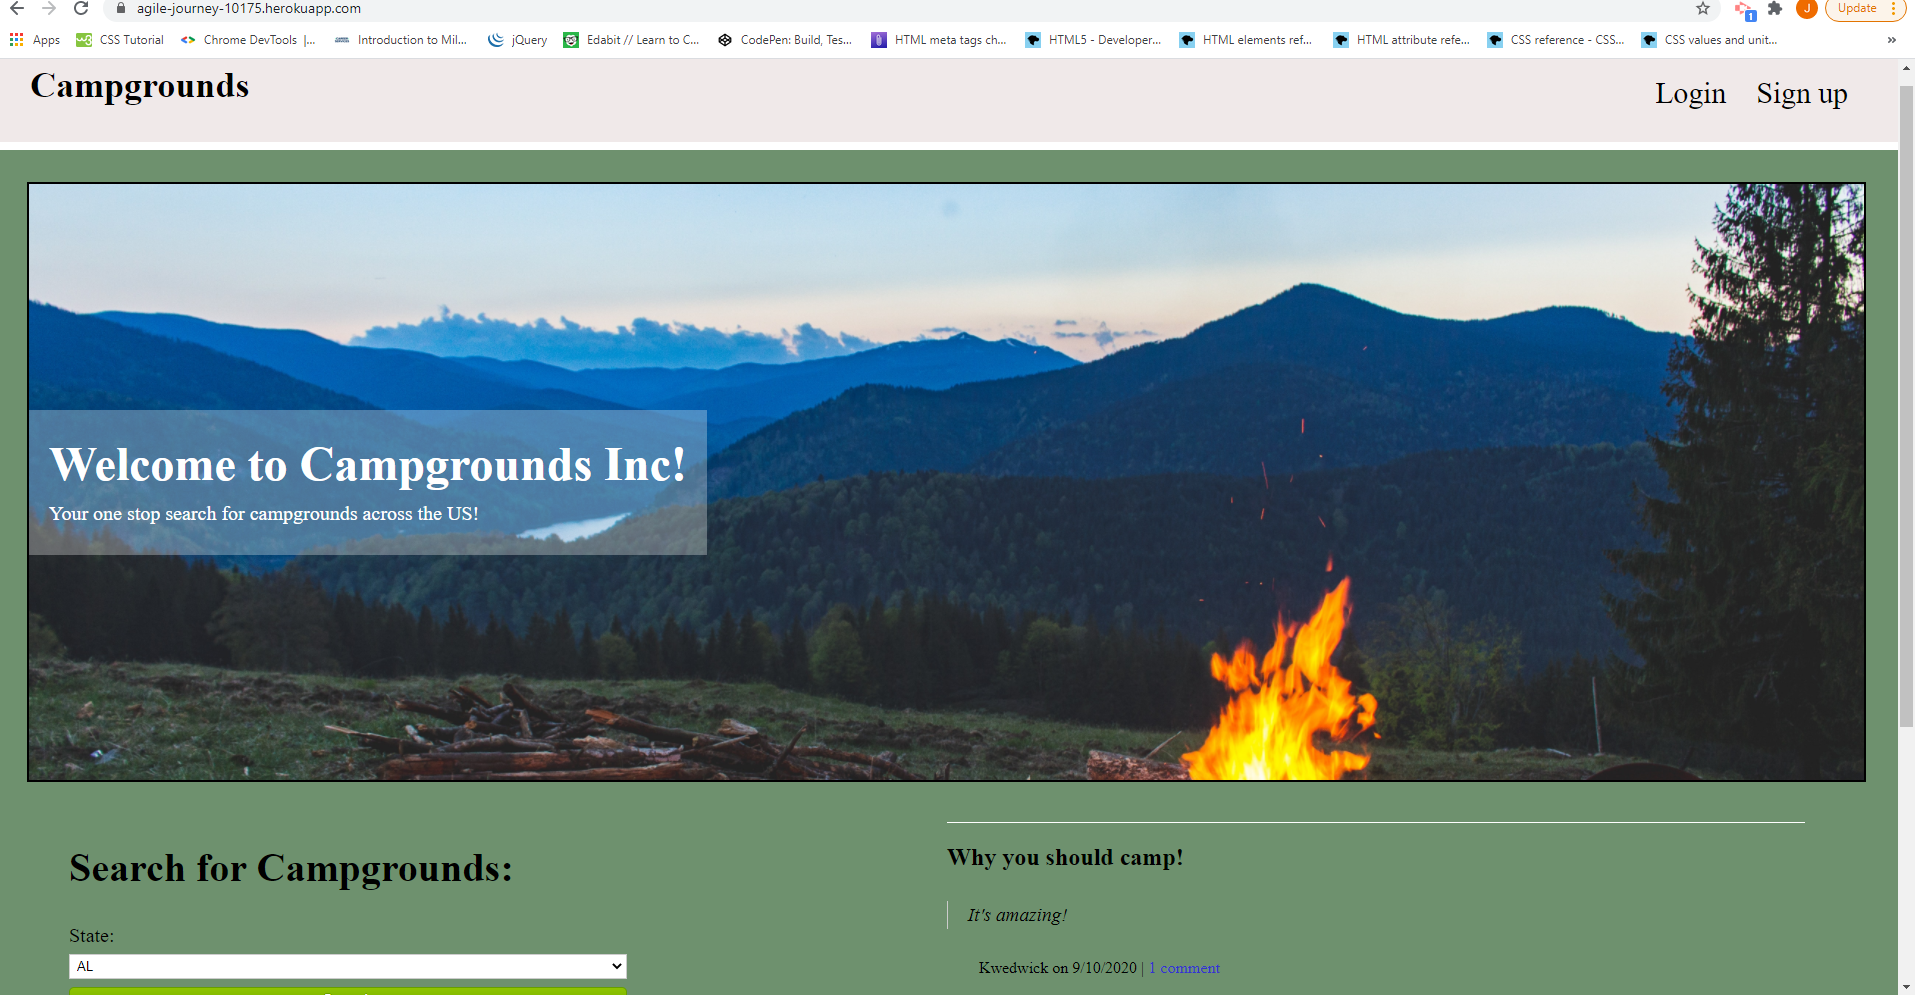 agile-journey-10175.herokuapp.com
1
J
Update
Apps
CSS Tutorial
Chrome DevTools |...
Introduction to Mil...
jQuery
Edabit // Learn to C...
CodePen: Build, Tes...
HTML meta tags ch...
HTML5 - Developer...
HTML elements ref...
HTML attribute refe...
CSS reference - CSS...
CSS values and unit...
»
Campgrounds
Login
Sign up
Welcome to Campgrounds Inc!
Your one stop search for campgrounds across the US!
Search for Campgrounds:
State:
AL
Why you should camp!
It's amazing!
Kwedwick on 9/10/2020 | 1 comment